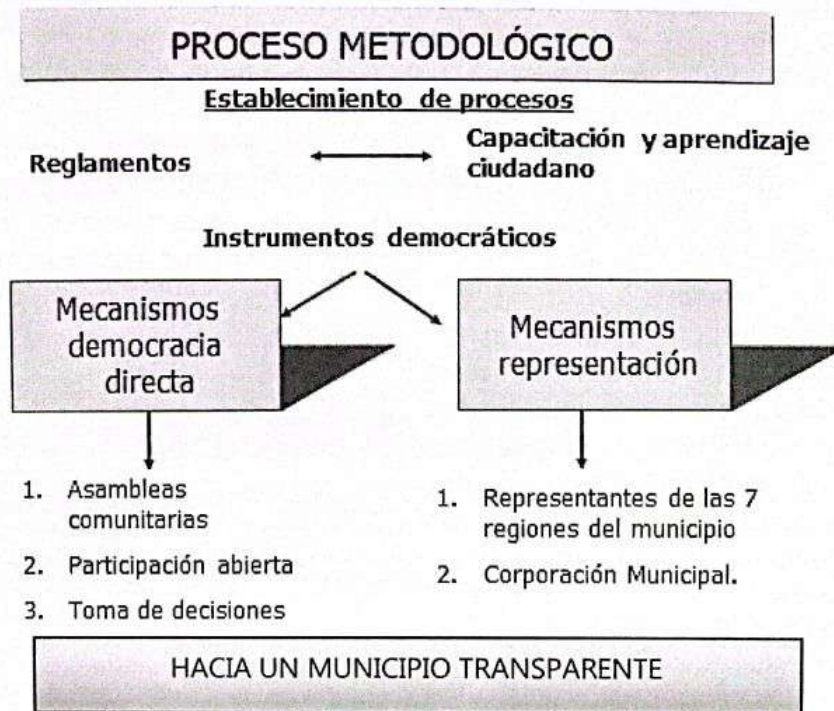 PROCESO METODOLÓGICO
Establecimiento de procesos
Reglamentos
Capacitación y aprendizaje
ciudadano
Instrumentos democráticos
Mecanismos
democracia
directa
Mecanismos
representación
1. Asambleas
comunitarias
2. Participación abierta
3. Toma de decisiones
1. Representantes de las 7
regiones del municipio
2. Corporación Municipal.
HACIA UN MUNICIPIO TRANSPARENTE